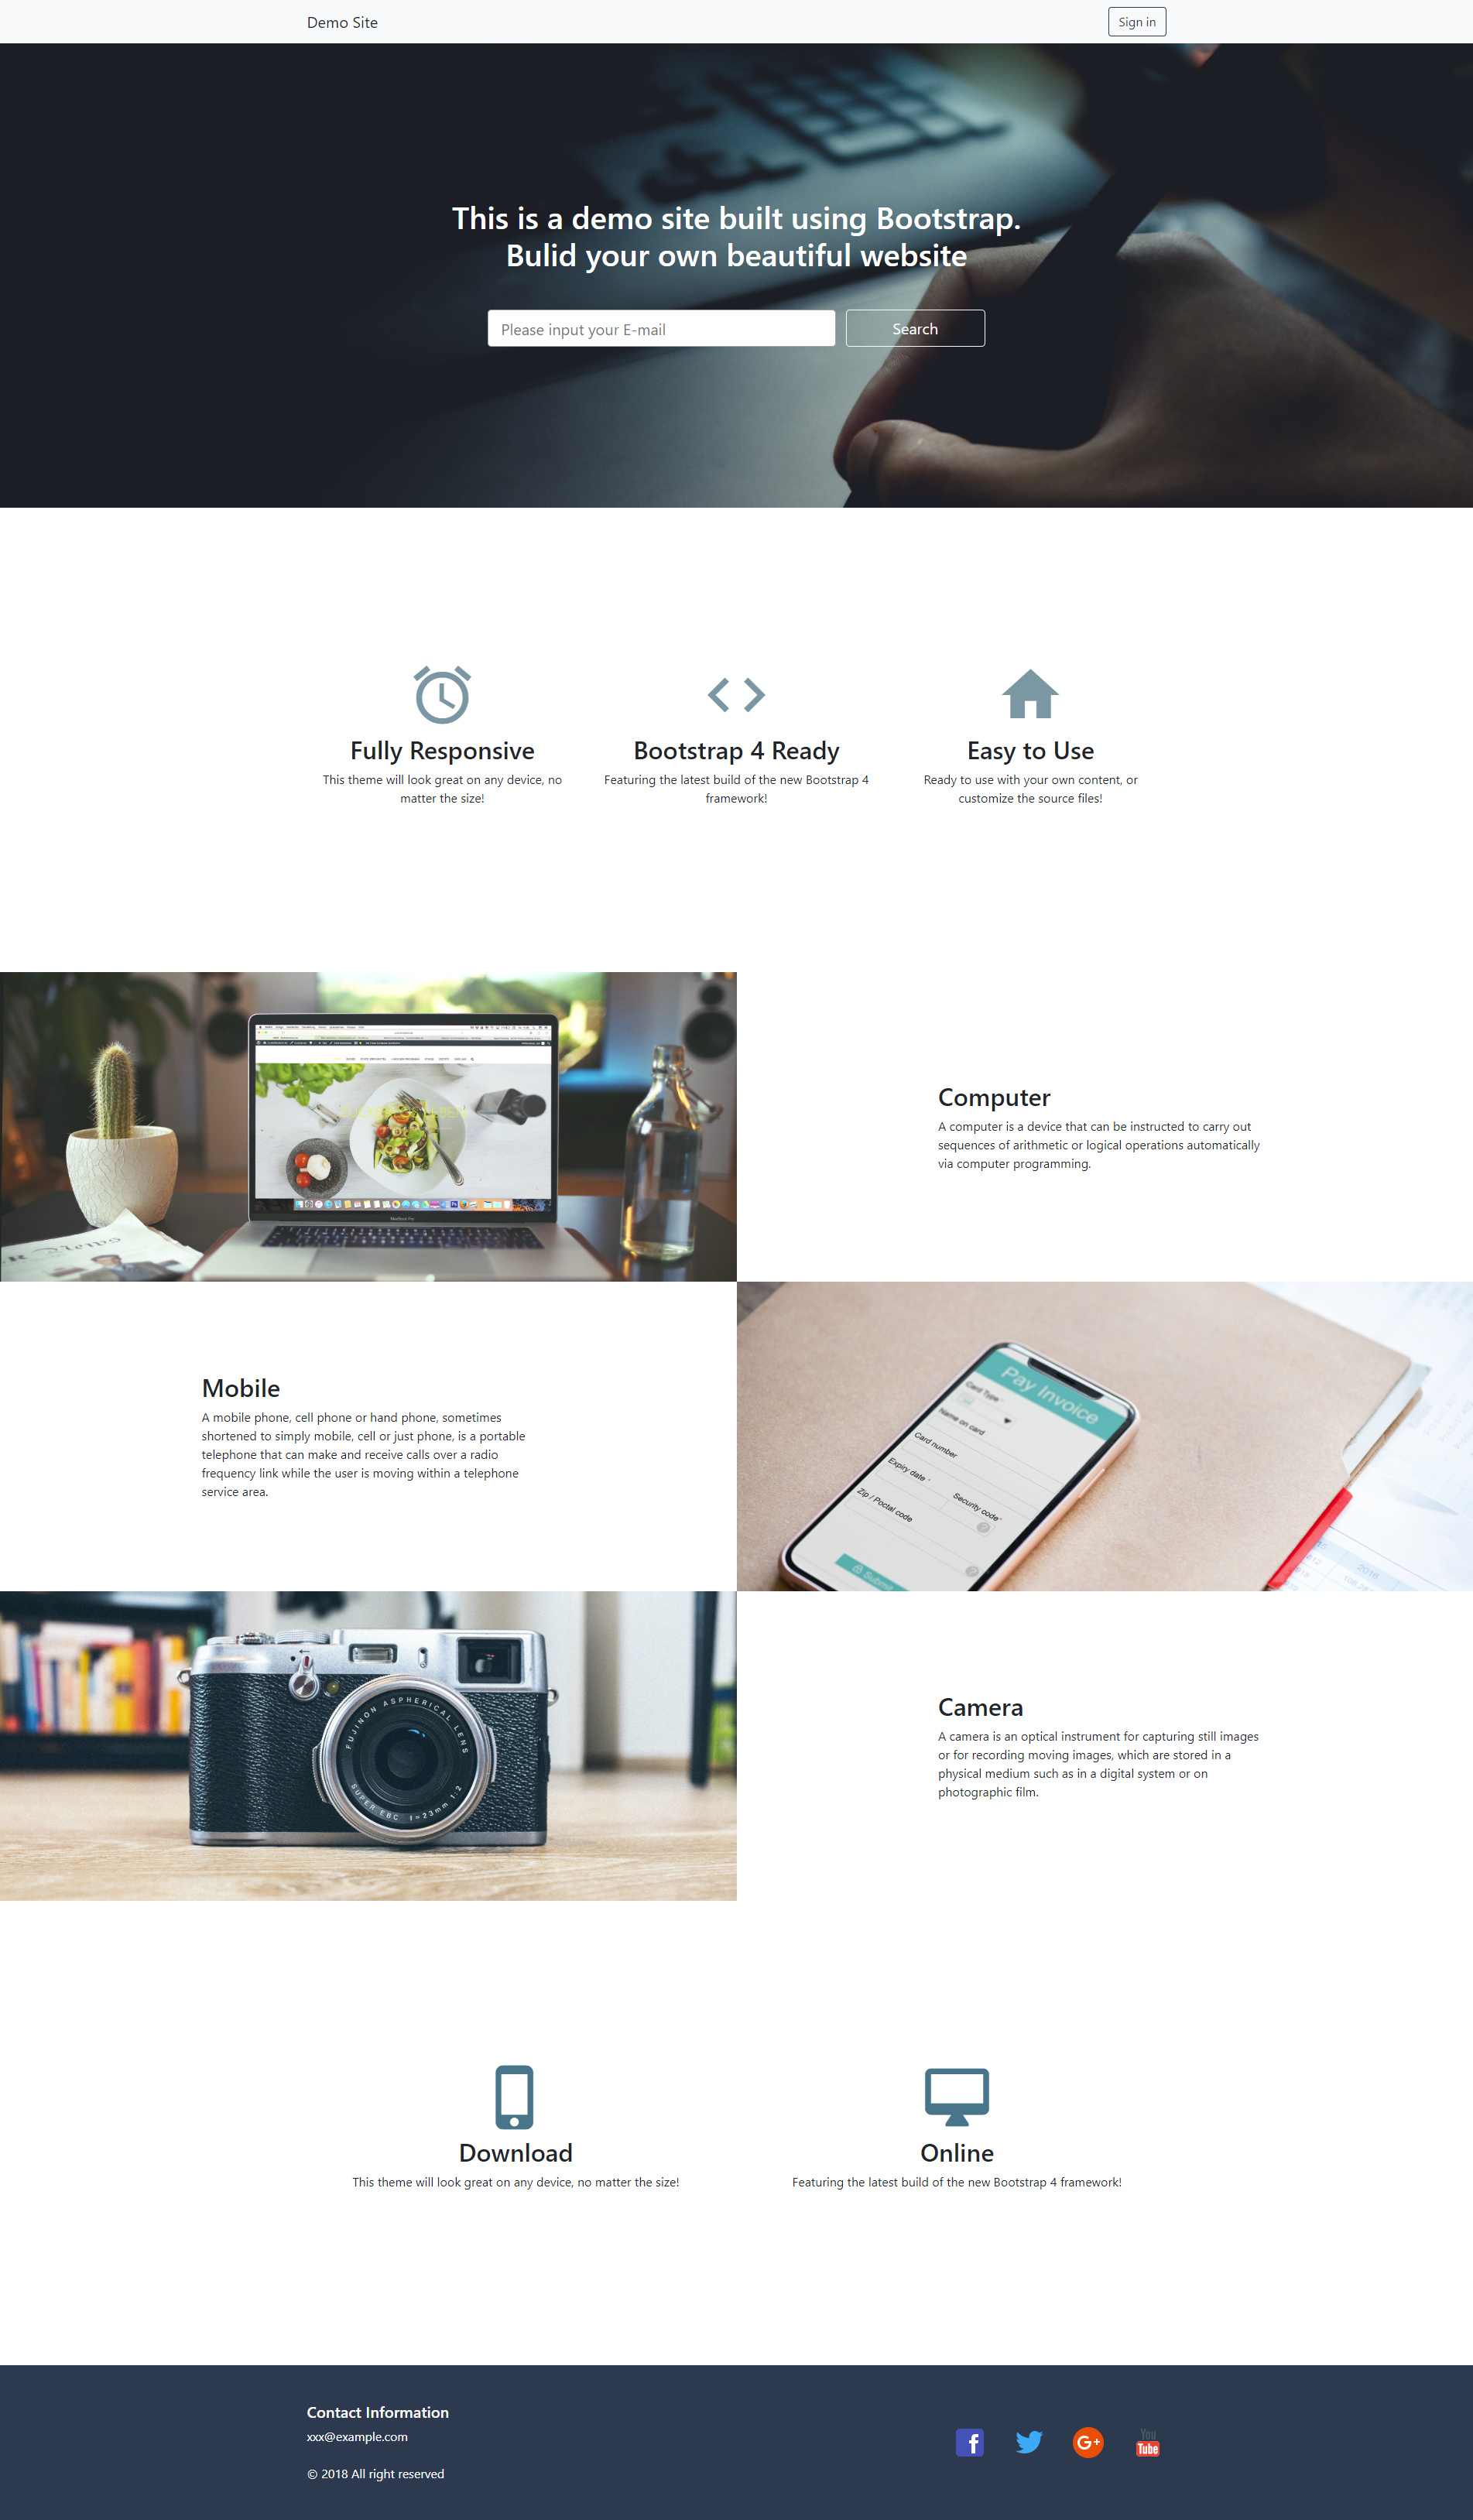 Demo Site
Sign in
This is a demo site built using Bootstrap.
Bulid your own beautiful website
Please input your E-mail
Search
Fully Responsive
This theme will look great on any device, no
matter the size!
Bootstrap 4 Ready
Featuring the latest build of the new Bootstrap 4
framework!
Easy to Use
Ready to use with your own content, or
customize the source files!
MacBook Pro
News
Computer
A computer is a device that can be instructed to carry out
sequences of arithmetic or logical operations automatically
via computer programming.
Mobile
A mobile phone, cell phone or hand phone, sometimes
shortened to simply mobile, cell or just phone, is a portable
telephone that can make and receive calls over a radio
frequency link while the user is moving within a telephone
service area.
Pay Invoice
Card Type *
Name on card
Card number
Expiry date *
Security code*
Zip / Poctal code
Submit
2016
FUJINON ASPHERICAL LENS
SUPER EBC f=23mm 1:2
Camera
A camera is an optical instrument for capturing still images
or for recording moving images, which are stored in a
physical medium such as in a digital system or on
photographic film.
Download
This theme will look great on any device, no matter the size!
Online
Featuring the latest build of the new Bootstrap 4 framework!
Contact Information
xxx@example.com
© 2018 All right reserved
f
G+
You
Tube